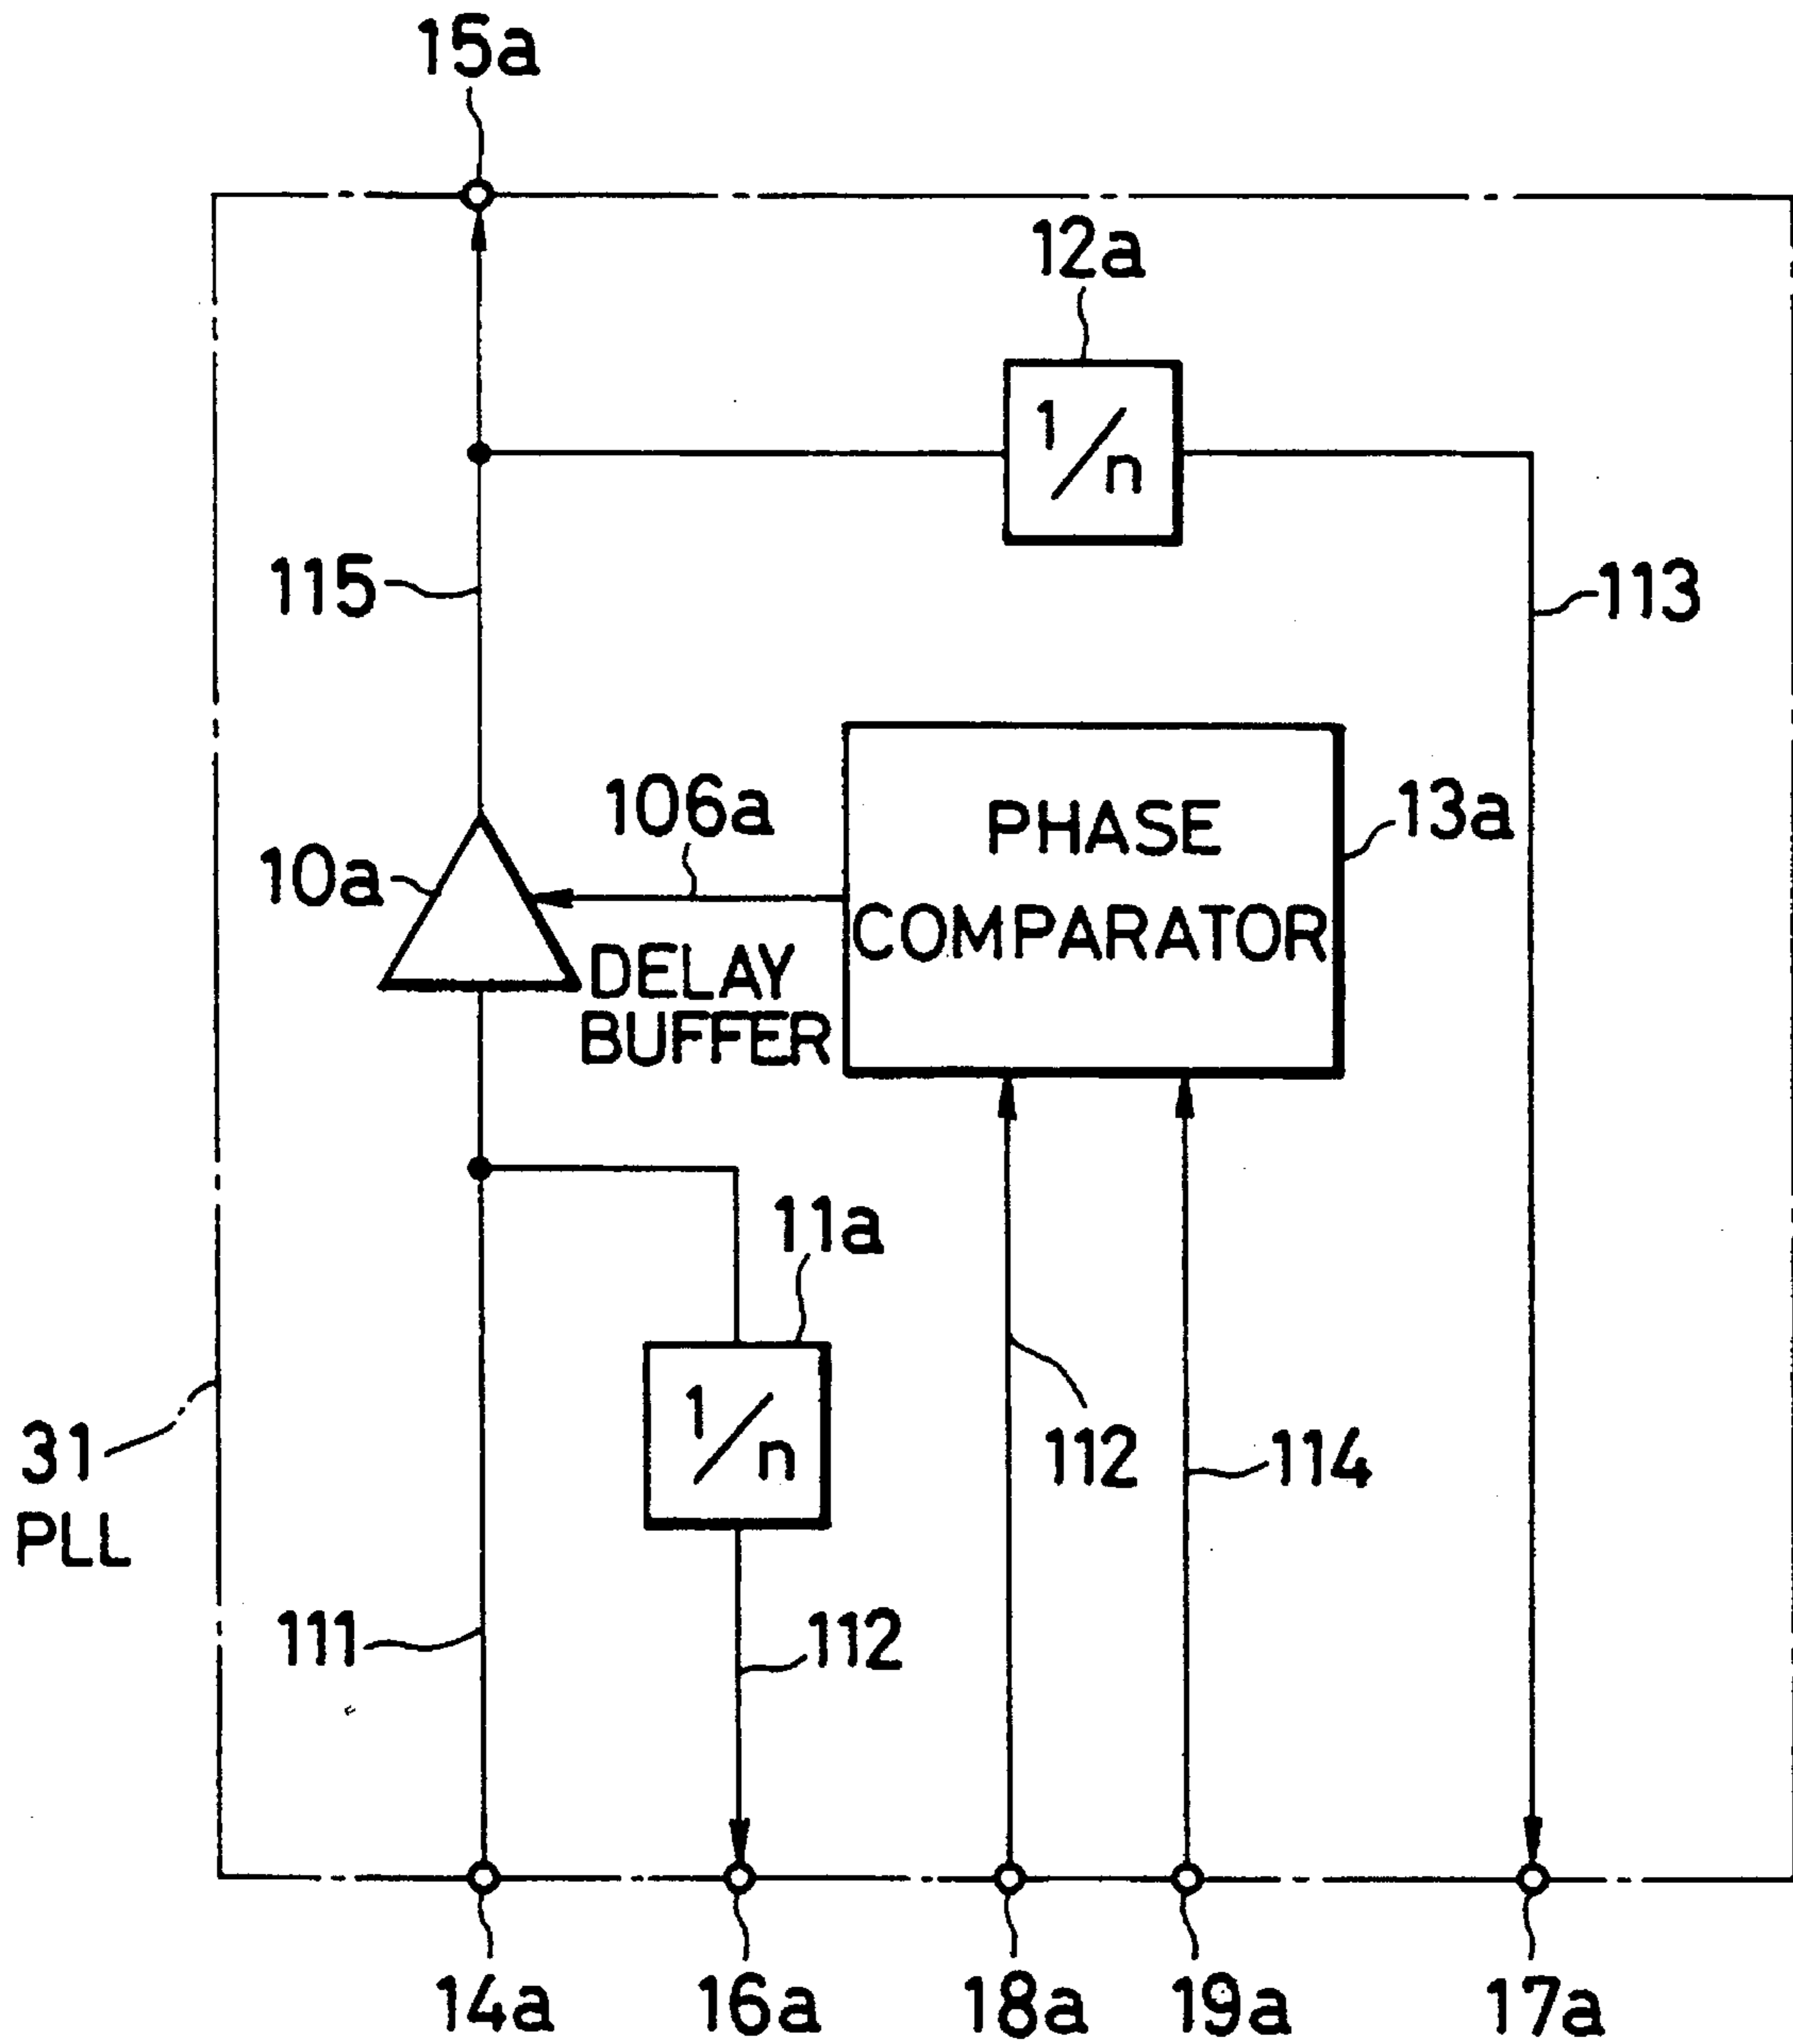 15a
12a
1/n
115
113
106a
PHASE
COMPARATOR
13a
10a
DELAY
BUFFER
11a
1/n
31
PLL
112
114
111
112
14a
16a
18a
19a
17a